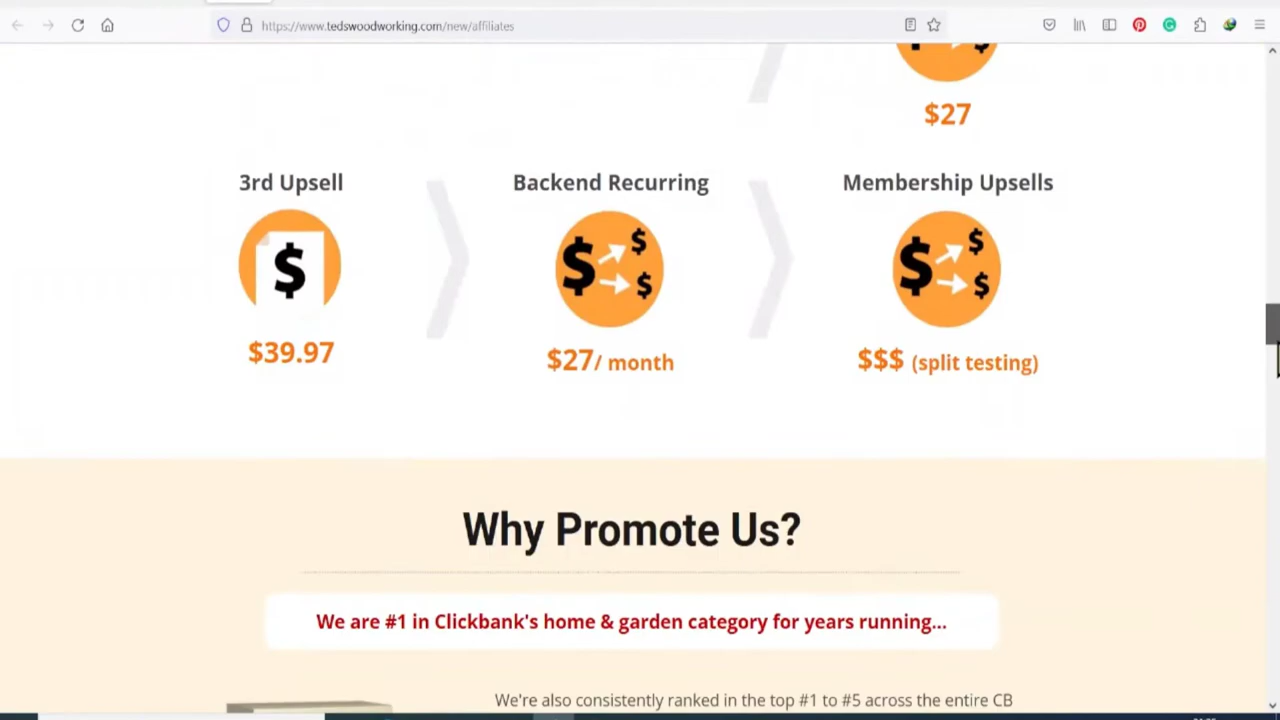 https://www.tedswoodworking.com/new/affiliates
$27
3rd Upsell
Backend Recurring
Membership Upsells
$39.97
$27/ month
$$$ (split testing)
Why Promote Us?
We are #1 in Clickbank's home & garden category for years running...
We're also consistently ranked in the top #1 to #5 across the entire CB